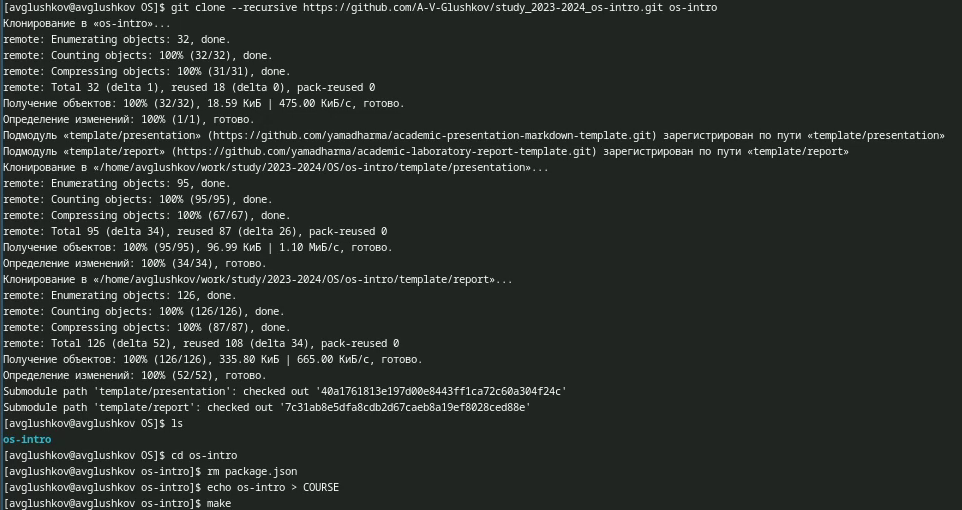 [avglushkov@avglushkov OS]$ git clone --recursive https://github.com/A-V-Glushkov/study_2023-2024_os-intro.git os-intro
Клонирование в «os-intro»...
remote: Enumerating objects: 32, done.
remote: Counting objects: 100% (32/32), done.
remote: Compressing objects: 100% (31/31), done.
remote: Total 32 (delta 1), reused 18 (delta 0), pack-reused 0
Получение объектов: 100% (32/32), 18.59 КиБ | 475.00 КиБ/с, готово.
Определение изменений: 100% (1/1), готово.
Подмодуль «template/presentation» (https://github.com/yamadharma/academic-presentation-markdown-template.git) зарегистрирован по пути «template/presentation»
Подмодуль «template/report» (https://github.com/yamadharma/academic-laboratory-report-template.git) зарегистрирован по пути «template/report»
Клонирование в «/home/avglushkov/work/study/2023-2024/OS/os-intro/template/presentation»...
remote: Enumerating objects: 95, done.
remote: Counting objects: 100% (95/95), done.
remote: Compressing objects: 100% (67/67), done.
remote: Total 95 (delta 34), reused 87 (delta 26), pack-reused 0
Получение объектов: 100% (95/95), 96.99 КиБ | 1.10 МиБ/с, готово.
Определение изменений: 100% (34/34), готово.
Клонирование в «/home/avglushkov/work/study/2023-2024/OS/os-intro/template/report»...
remote: Enumerating objects: 126, done.
remote: Counting objects: 100% (126/126), done.
remote: Compressing objects: 100% (87/87), done.
remote: Total 126 (delta 52), reused 108 (delta 34), pack-reused 0
Получение объектов: 100% (126/126), 335.80 КиБ | 665.00 КиБ/с, готово.
Определение изменений: 100% (52/52), готово.
Submodule path 'template/presentation': checked out '40a1761813e197d00e8443ff1ca72c60a304f24c'
Submodule path 'template/report': checked out '7c31ab8e5dfa8cdb2d67caeb8a19ef8028ced88e'
[avglushkov@avglushkov OS]$ ls
os-intro
[avglushkov@avglushkov OS]$ cd os-intro
[avglushkov@avglushkov os-intro]$ rm package.json
[avglushkov@avglushkov os-intro]$ echo os-intro > COURSE
[avglushkov@avglushkov os-intro]$ make